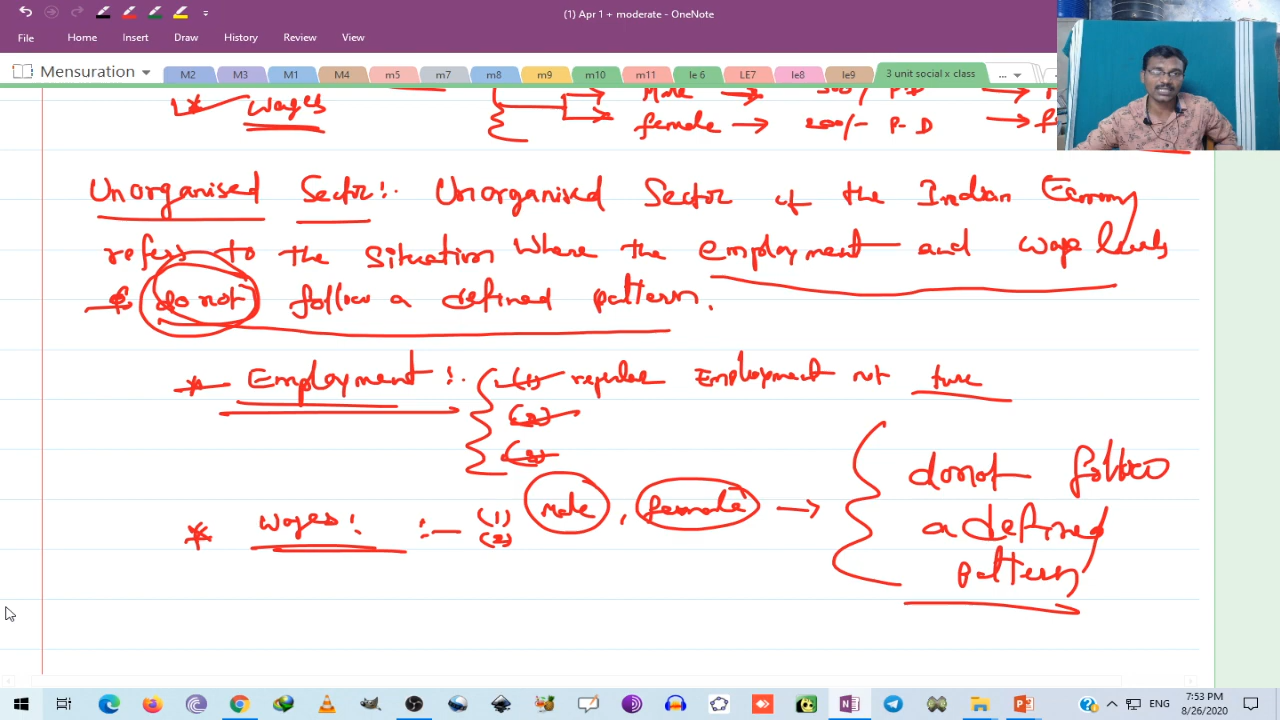 (1) Apr 1 + moderate - OneNote
File Home Insert Draw History Review View
Mensuration M2 M3 M1 M4 m5 m7 m8 m9 m10 m11 le 6 LE7 le8 le9 3 unit social x class ...
* Wages
Male
female → 200/- P-D
Unorganised Sector:- Unorganised Sector of the Indian Economy
refers to the situation where the employment and wage levels
* do not follow a defined pattern.
* Employment :- (1) regular Employment not
(2)
(3)
* Wages: :- (1) male, female → do not follow
(2) a defined
pattern
ENG 7:53 PM
8/26/2020